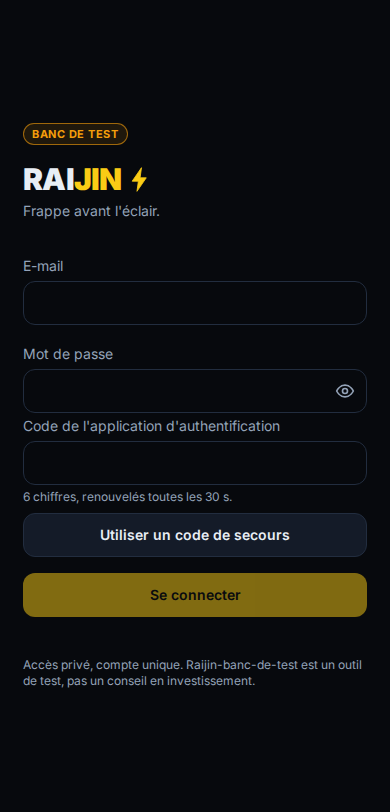 BANC DE TEST
RAIJIN
Frappe avant l'éclair.
E-mail
Mot de passe
Code de l'application d'authentification
6 chiffres, renouvelés toutes les 30 s.
Utiliser un code de secours
Se connecter
Accès privé, compte unique. Raijin-banc-de-test est un outil
de test, pas un conseil en investissement.